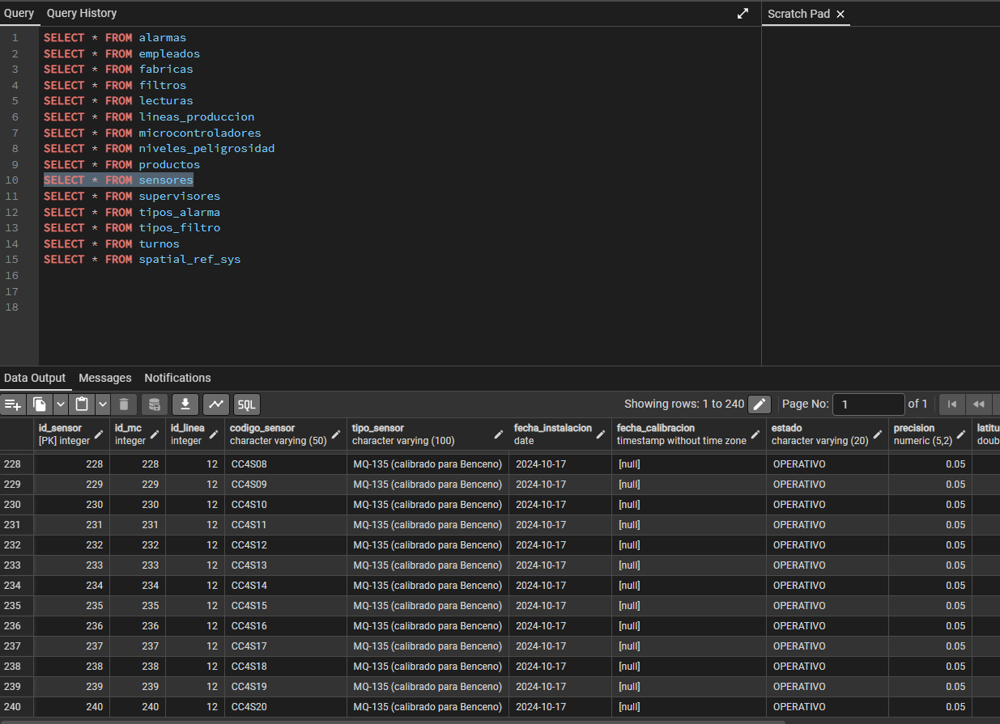 Query Query History Scratch Pad
1 SELECT * FROM alarmas
2 SELECT * FROM empleados
3 SELECT * FROM fabricas
4 SELECT * FROM filtros
5 SELECT * FROM lecturas
6 SELECT * FROM lineas_produccion
7 SELECT * FROM microcontroladores
8 SELECT * FROM niveles_peligrosidad
9 SELECT * FROM productos
10 SELECT * FROM sensores
11 SELECT * FROM supervisores
12 SELECT * FROM tipos_alarma
13 SELECT * FROM tipos_filtro
14 SELECT * FROM turnos
15 SELECT * FROM spatial_ref_sys
16
17
18
Data Output Messages Notifications
SQL Showing rows: 1 to 240 Page No: 1 of 1
id_sensor id_mc id_linea codigo_sensor tipo_sensor fecha_instalacion fecha_calibracion estado precision latitu
[PK] integer integer integer character varying (50) character varying (100) date timestamp without time zone character varying (20) numeric (5,2) doub
228 228 228 12 CC4S08 MQ-135 (calibrado para Benceno) 2024-10-17 [null] OPERATIVO 0.05
229 229 229 12 CC4S09 MQ-135 (calibrado para Benceno) 2024-10-17 [null] OPERATIVO 0.05
230 230 230 12 CC4S10 MQ-135 (calibrado para Benceno) 2024-10-17 [null] OPERATIVO 0.05
231 231 231 12 CC4S11 MQ-135 (calibrado para Benceno) 2024-10-17 [null] OPERATIVO 0.05
232 232 232 12 CC4S12 MQ-135 (calibrado para Benceno) 2024-10-17 [null] OPERATIVO 0.05
233 233 233 12 CC4S13 MQ-135 (calibrado para Benceno) 2024-10-17 [null] OPERATIVO 0.05
234 234 234 12 CC4S14 MQ-135 (calibrado para Benceno) 2024-10-17 [null] OPERATIVO 0.05
235 235 235 12 CC4S15 MQ-135 (calibrado para Benceno) 2024-10-17 [null] OPERATIVO 0.05
236 236 236 12 CC4S16 MQ-135 (calibrado para Benceno) 2024-10-17 [null] OPERATIVO 0.05
237 237 237 12 CC4S17 MQ-135 (calibrado para Benceno) 2024-10-17 [null] OPERATIVO 0.05
238 238 238 12 CC4S18 MQ-135 (calibrado para Benceno) 2024-10-17 [null] OPERATIVO 0.05
239 239 239 12 CC4S19 MQ-135 (calibrado para Benceno) 2024-10-17 [null] OPERATIVO 0.05
240 240 240 12 CC4S20 MQ-135 (calibrado para Benceno) 2024-10-17 [null] OPERATIVO 0.05